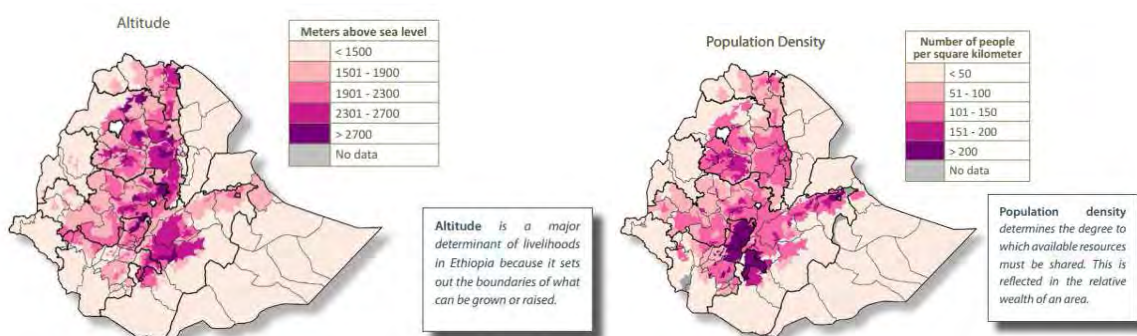 Altitude
Meters above sea level
< 1500
1501 - 1900
1901 - 2300
2301 - 2700
> 2700
No data
Altitude is a major
determinant of livelihoods
in Ethiopia because it sets
out the boundaries of what
can be grown or raised.
Population Density
Number of people
per square kilometer
< 50
51 - 100
101 - 150
151 - 200
> 200
No data
Population density
determines the degree to
which available resources
must be shared. This is
reflected in the relative
wealth of an area.